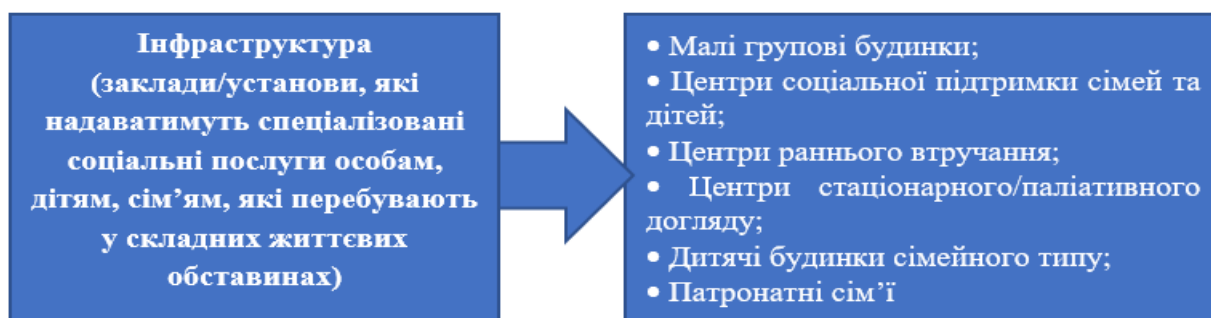 Інфраструктура
(заклади/установи, які
надаватимуть спеціалізовані
соціальні послуги особам,
дітям, сім’ям, які перебувають
у складних життєвих
обставинах)
• Малі групові будинки;
• Центри соціальної підтримки сімей та
дітей;
• Центри раннього втручання;
• Центри стаціонарного/паліативного
догляду;
• Дитячі будинки сімейного типу;
• Патронатні сім’ї